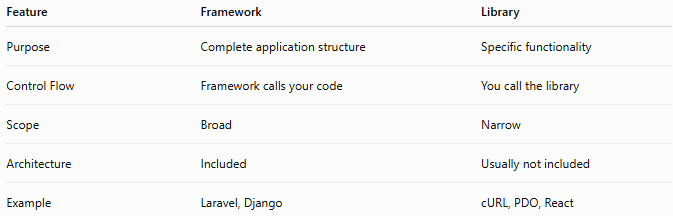 Feature Framework Library
Purpose Complete application structure Specific functionality
Control Flow Framework calls your code You call the library
Scope Broad Narrow
Architecture Included Usually not included
Example Laravel, Django cURL, PDO, React